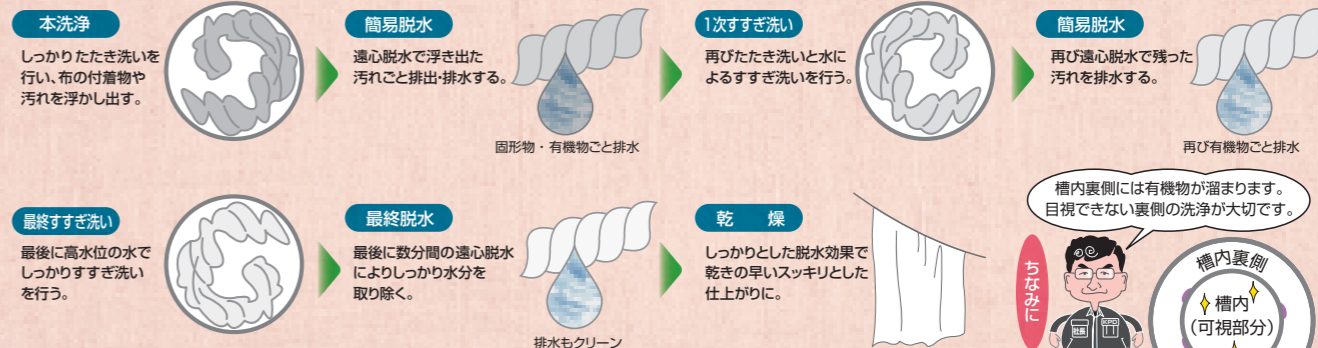 本洗浄
しっかりたたき洗いを
行い、布の付着物や
汚れを浮かし出す。
簡易脱水
遠心脱水で浮き出た
汚れごと排出・排水する。
固形物・有機物ごと排水
1次すすぎ洗い
再びたたき洗いと水に
よるすすぎ洗いを行う。
簡易脱水
再び遠心脱水で残った
汚れを排水する。
再び有機物ごと排水
最終すすぎ洗い
最後に高水位の水で
しっかりすすぎ洗い
を行う。
最終脱水
最後に数分間の遠心脱水
によりしっかり水分を
取り除く。
排水もクリーン
乾　燥
しっかりとした脱水効果で
乾きの早いスッキリとした
仕上がりに。
槽内裏側には有機物が溜まります。
目視できない裏側の洗浄が大切です。
ちなみに
社長
KPD
槽内裏側
槽内
(可視部分)